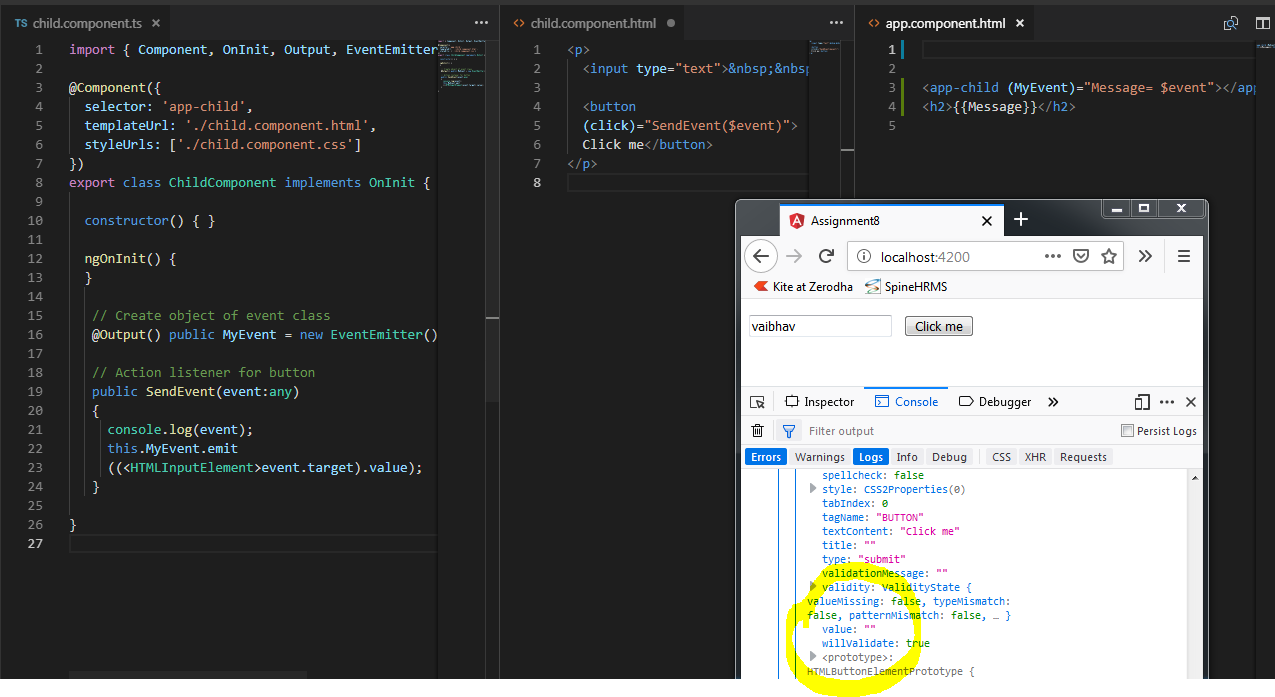 TS child.component.ts ×
1 import { Component, OnInit, Output, EventEmitter
2
3 @Component({
4 selector: 'app-child',
5 templateUrl: './child.component.html',
6 styleUrls: ['./child.component.css']
7 })
8 export class ChildComponent implements OnInit {
9
10 constructor() { }
11
12 ngOnInit() {
13 }
14
15 // Create object of event class
16 @Output() public MyEvent = new EventEmitter()
17
18 // Action listener for button
19 public SendEvent(event:any)
20 {
21 console.log(event);
22 this.MyEvent.emit
23 ((<HTMLInputElement>event.target).value);
24 }
25
26 }
27
<> child.component.html
1 <p>
2 <input type="text">&nbsp;&nbsp
3
4 <button
5 (click)="SendEvent($event)">
6 Click me</button>
7 </p>
8
<> app.component.html ×
1
2
3 <app-child (MyEvent)="Message= $event"></app
4 <h2>{{Message}}</h2>
5
Assignment8
localhost:4200
Kite at Zerodha SpineHRMS
vaibhav Click me
Inspector Console Debugger
Filter output Persist Logs
Errors Warnings Logs Info Debug CSS XHR Requests
spellcheck: false
style: CSS2Properties(0)
tabIndex: 0
tagName: "BUTTON"
textContent: "Click me"
title: ""
type: "submit"
validationMessage: ""
validity: ValidityState {
valueMissing: false, typeMismatch:
false, patternMismatch: false, … }
value: ""
willValidate: true
<prototype>:
HTMLButtonElementPrototype {